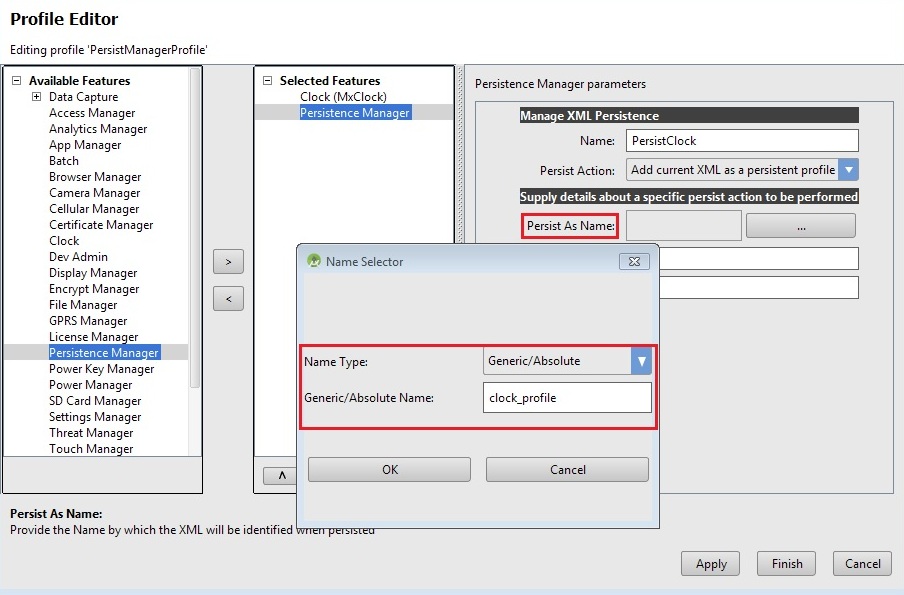 Profile Editor
Editing profile 'PersistManagerProfile'
Available Features
Data Capture
Access Manager
Analytics Manager
App Manager
Batch
Browser Manager
Camera Manager
Cellular Manager
Certificate Manager
Clock
Dev Admin
Display Manager
Encrypt Manager
File Manager
GPRS Manager
License Manager
Persistence Manager
Power Key Manager
Power Manager
SD Card Manager
Settings Manager
Threat Manager
Touch Manager
>
<
Selected Features
Clock (MxClock)
Persistence Manager
Persistence Manager parameters
Manage XML Persistence
Name: PersistClock
Persist Action: Add current XML as a persistent profile
Supply details about a specific persist action to be performed
Persist As Name: ...
Name Selector
Name Type: Generic/Absolute
Generic/Absolute Name: clock_profile
OK Cancel
Persist As Name:
Provide the Name by which the XML will be identified when persisted
Apply Finish Cancel